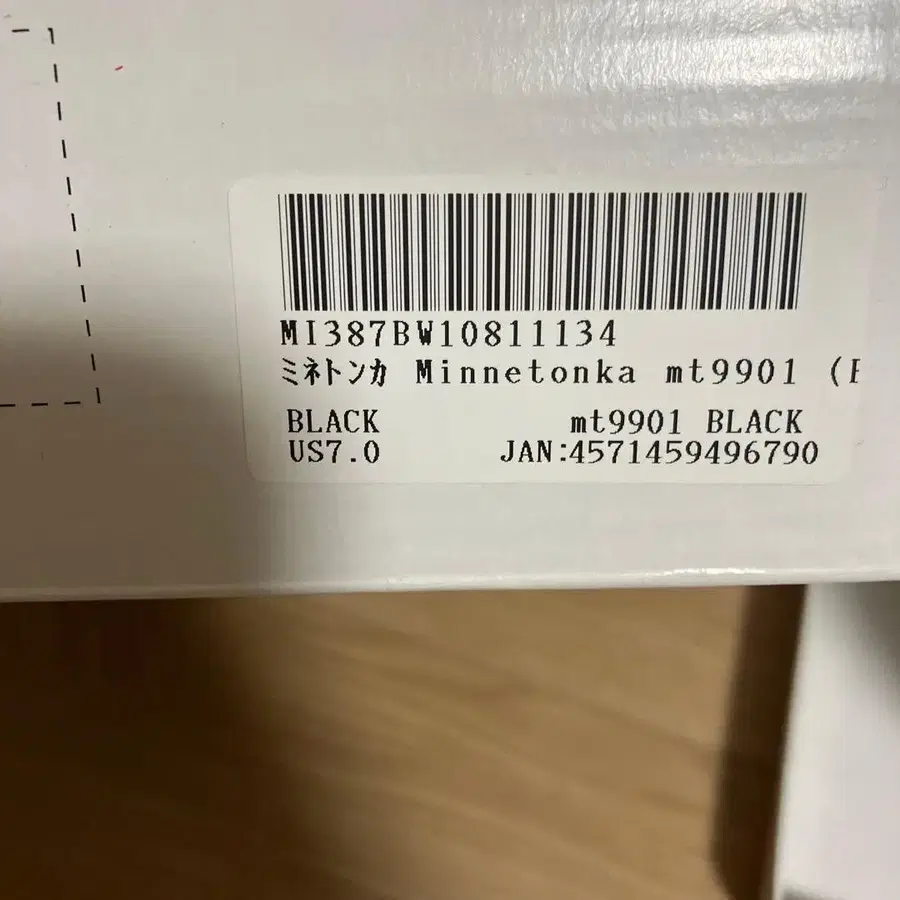 MI387BW10811134
ミネトンカ Minnetonka mt9901 (
BLACK mt9901 BLACK
US7.0 JAN:4571459496790